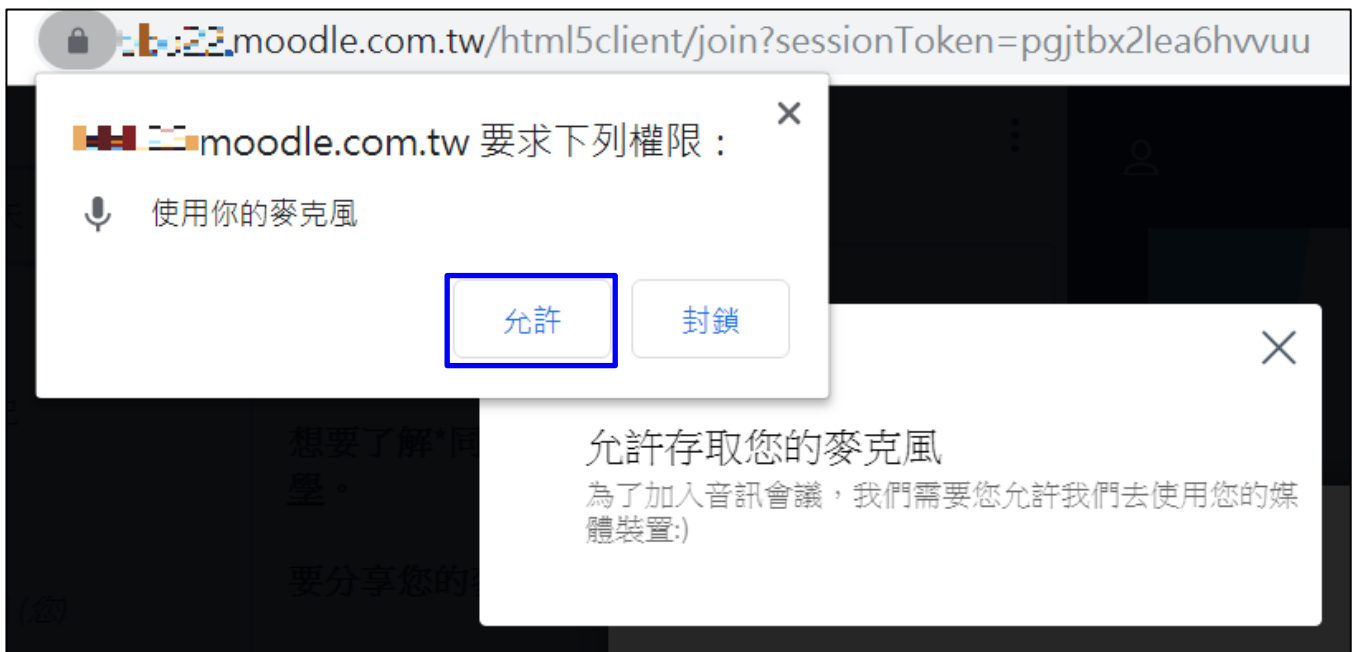 moodle.com.tw/html5client/join?sessionToken=pgjtbx2lea6hvvuu
moodle.com.tw 要求下列權限：
使用你的麥克風
允許 封鎖
允許存取您的麥克風
為了加入音訊會議，我們需要您允許我們去使用您的媒
體裝置:)
想要了解*同
學。
要分享您的
(您)